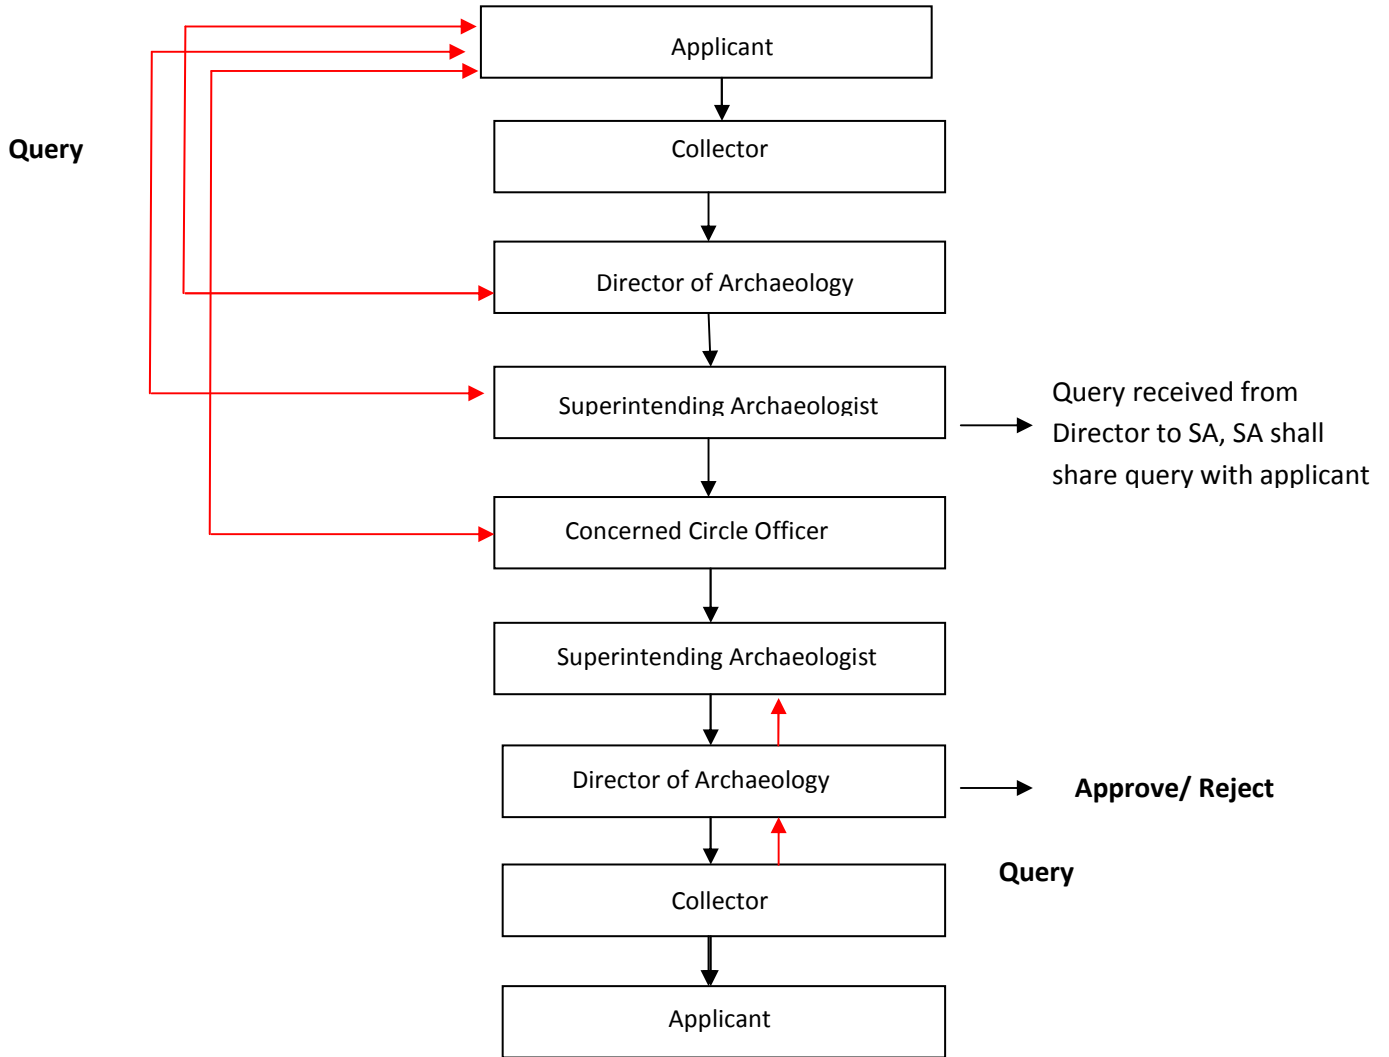 Applicant
Query
Collector
Director of Archaeology
Superintending Archaeologist
Query received from
Director to SA, SA shall
share query with applicant
Concerned Circle Officer
Superintending Archaeologist
Director of Archaeology
Approve/ Reject
Query
Collector
Applicant